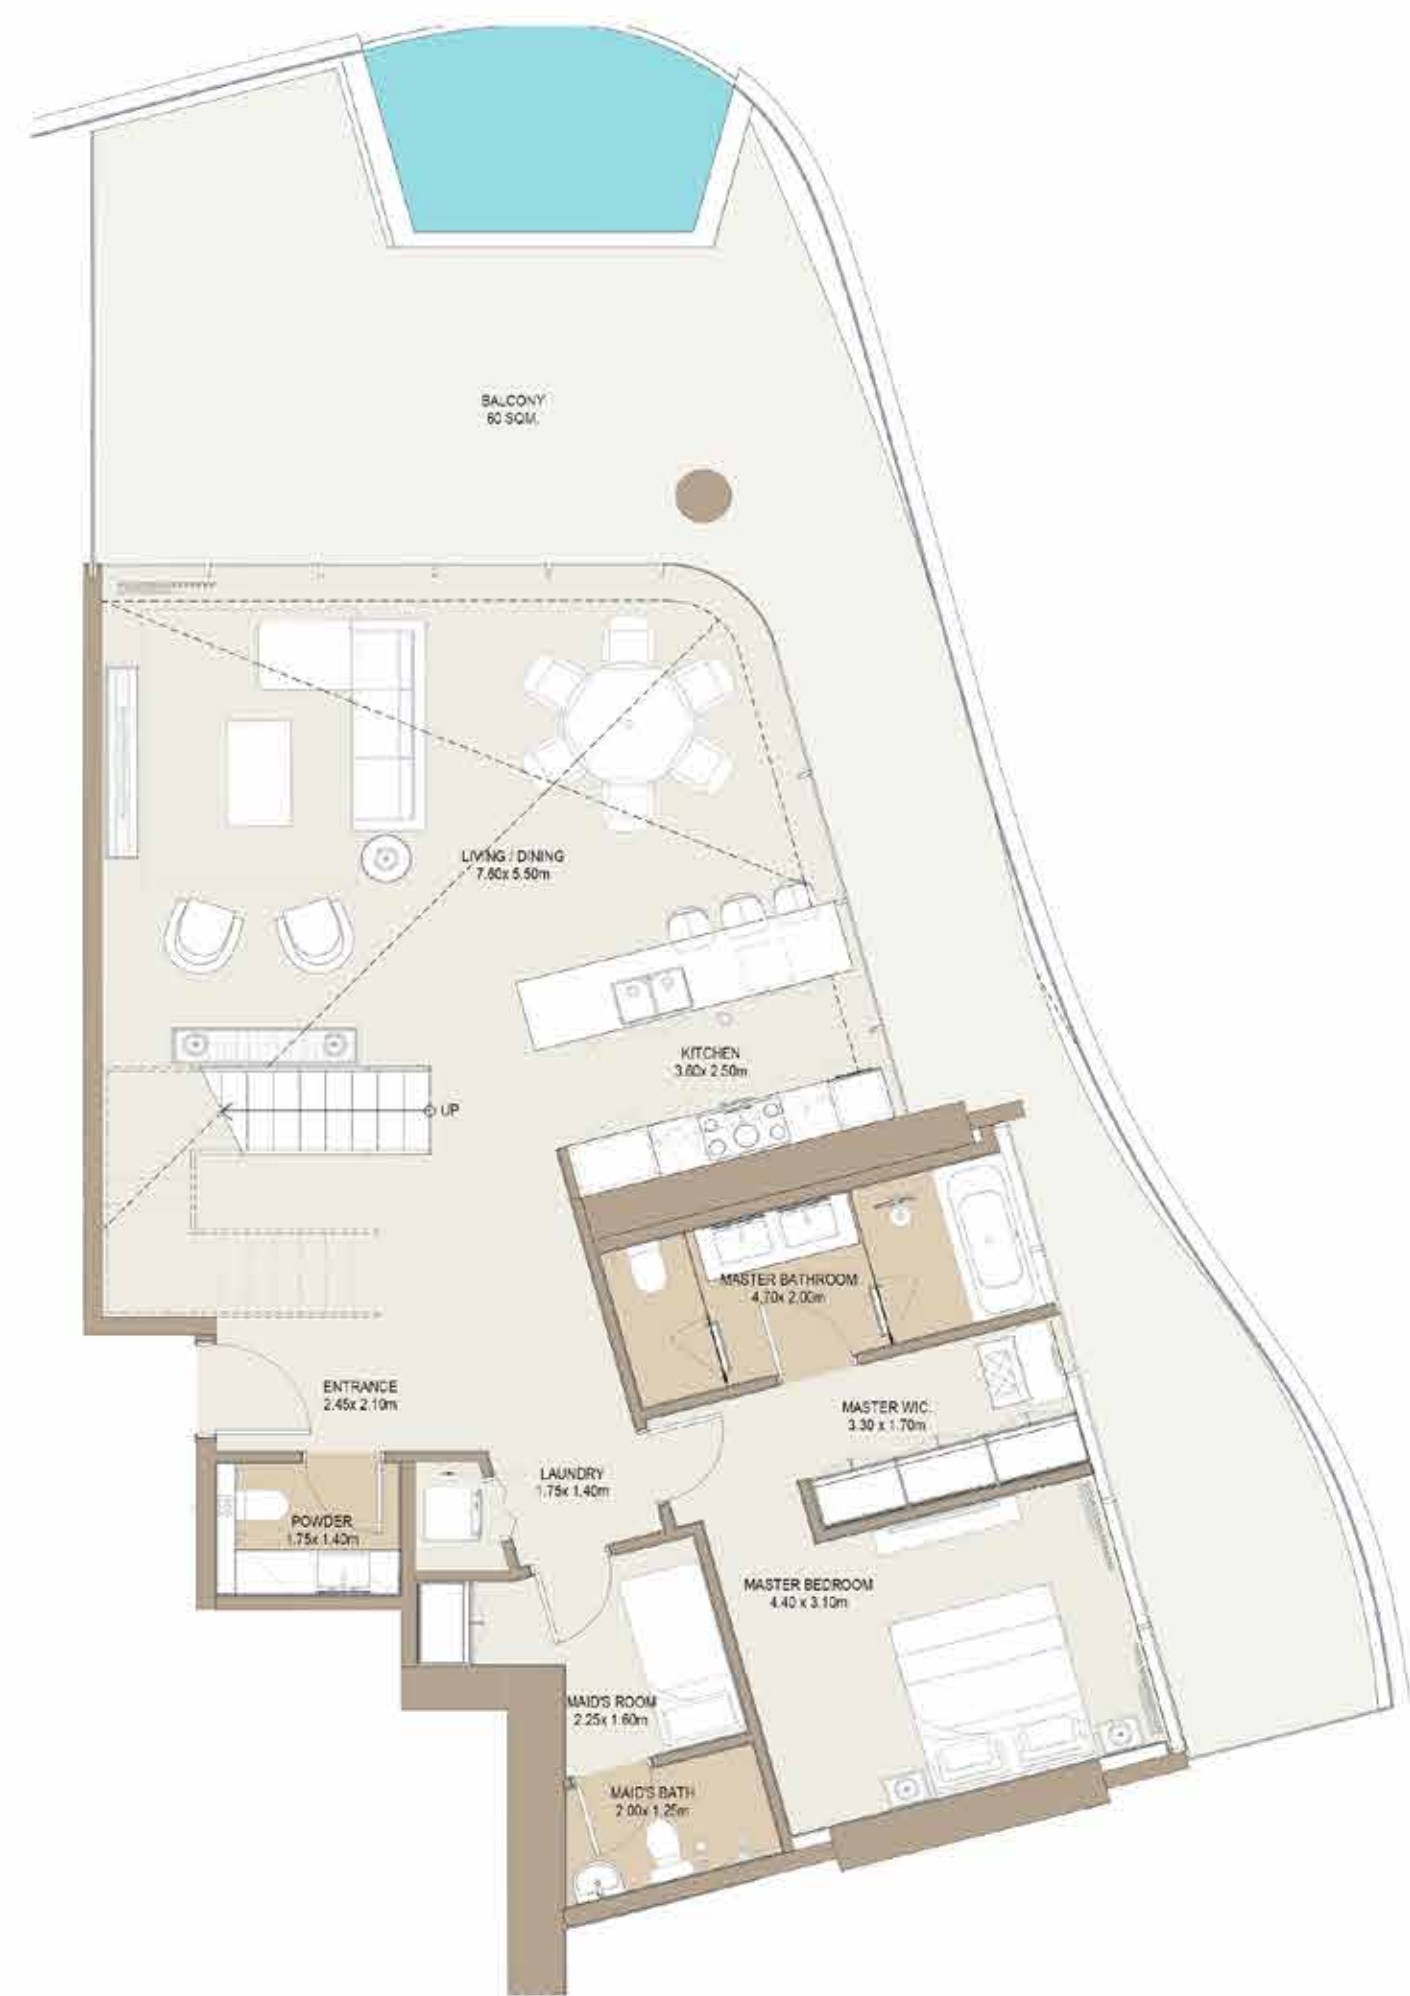 BALCONY
60 SQM.
LIVING / DINING
7.60x 5.50m
KITCHEN
3.60x 2.50m
UP
MASTER BATHROOM
4.70x 2.00m
ENTRANCE
2.45x 2.10m
MASTER WIC.
3.30 x 1.70m
LAUNDRY
1.75x 1.40m
POWDER
1.75x 1.40m
MASTER BEDROOM
4.40 x 3.10m
MAID'S ROOM
2.25x 1.60m
MAID'S BATH
2.00x 1.25m